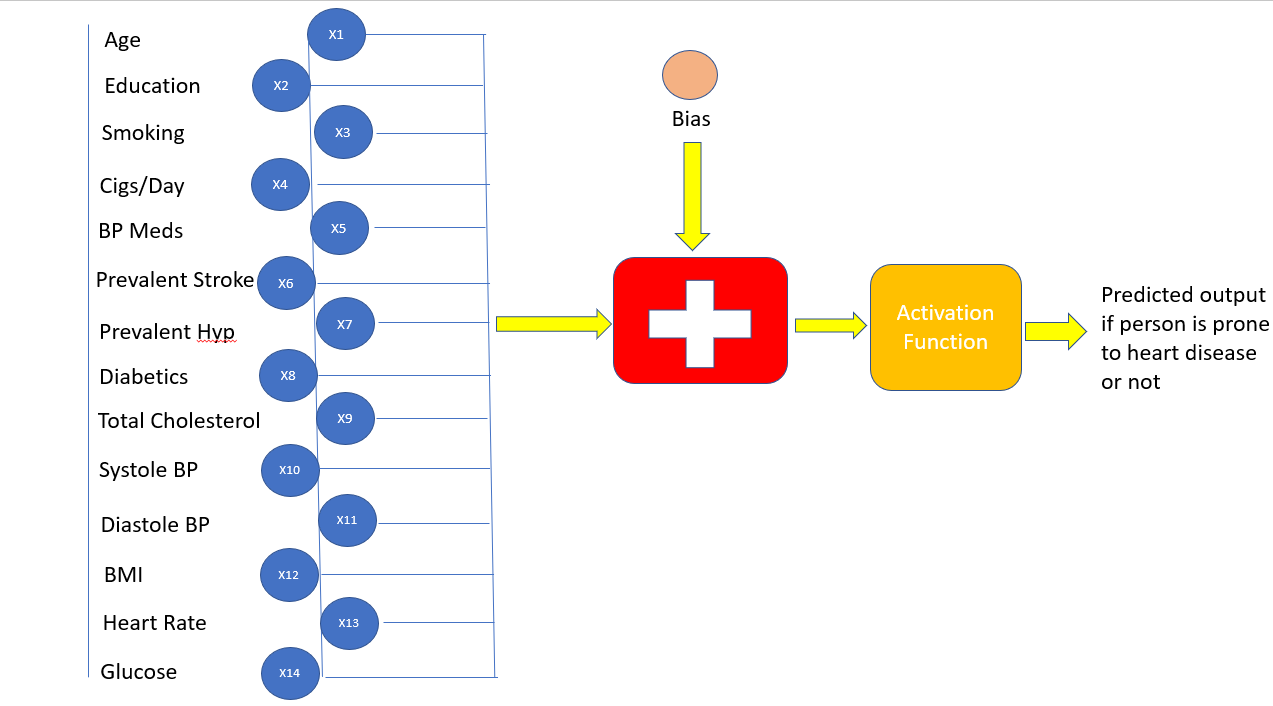 Age
X1
Education
X2
Smoking
X3
Cigs/Day
X4
BP Meds
X5
Prevalent Stroke
X6
Prevalent Hyp
X7
Diabetics
X8
Total Cholesterol
X9
Systole BP
X10
Diastole BP
X11
BMI
X12
Heart Rate
X13
Glucose
X14
Bias
Activation
Function
Predicted output
if person is prone
to heart disease
or not